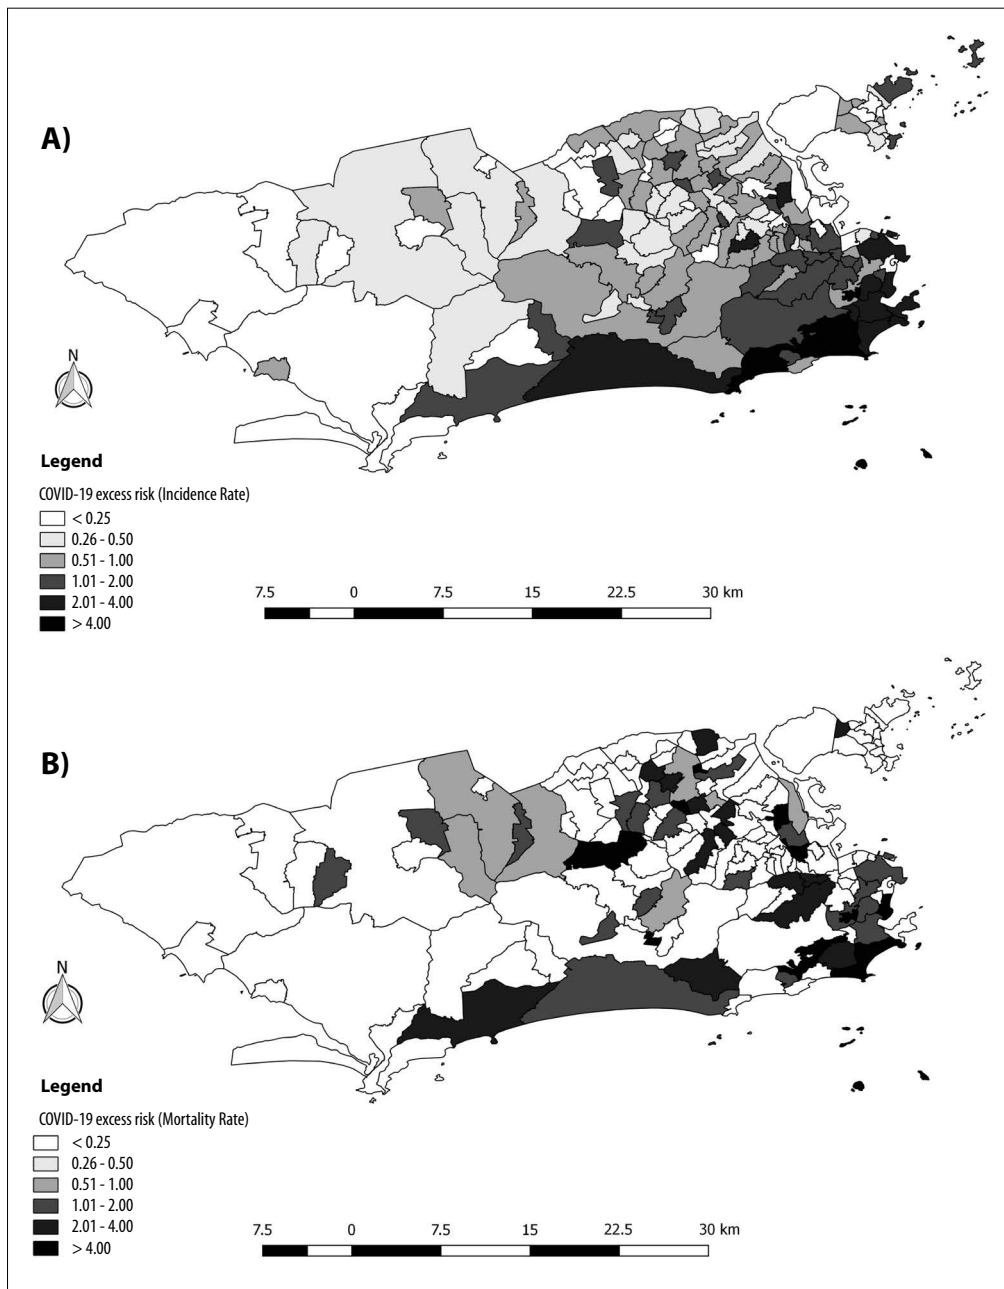 A)
N
Legend
COVID-19 excess risk (Incidence Rate)
< 0.25
0.26 - 0.50
0.51 - 1.00
1.01 - 2.00
2.01 - 4.00
> 4.00
7.5 0 7.5 15 22.5 30 km
B)
N
Legend
COVID-19 excess risk (Mortality Rate)
< 0.25
0.26 - 0.50
0.51 - 1.00
1.01 - 2.00
2.01 - 4.00
> 4.00
7.5 0 7.5 15 22.5 30 km